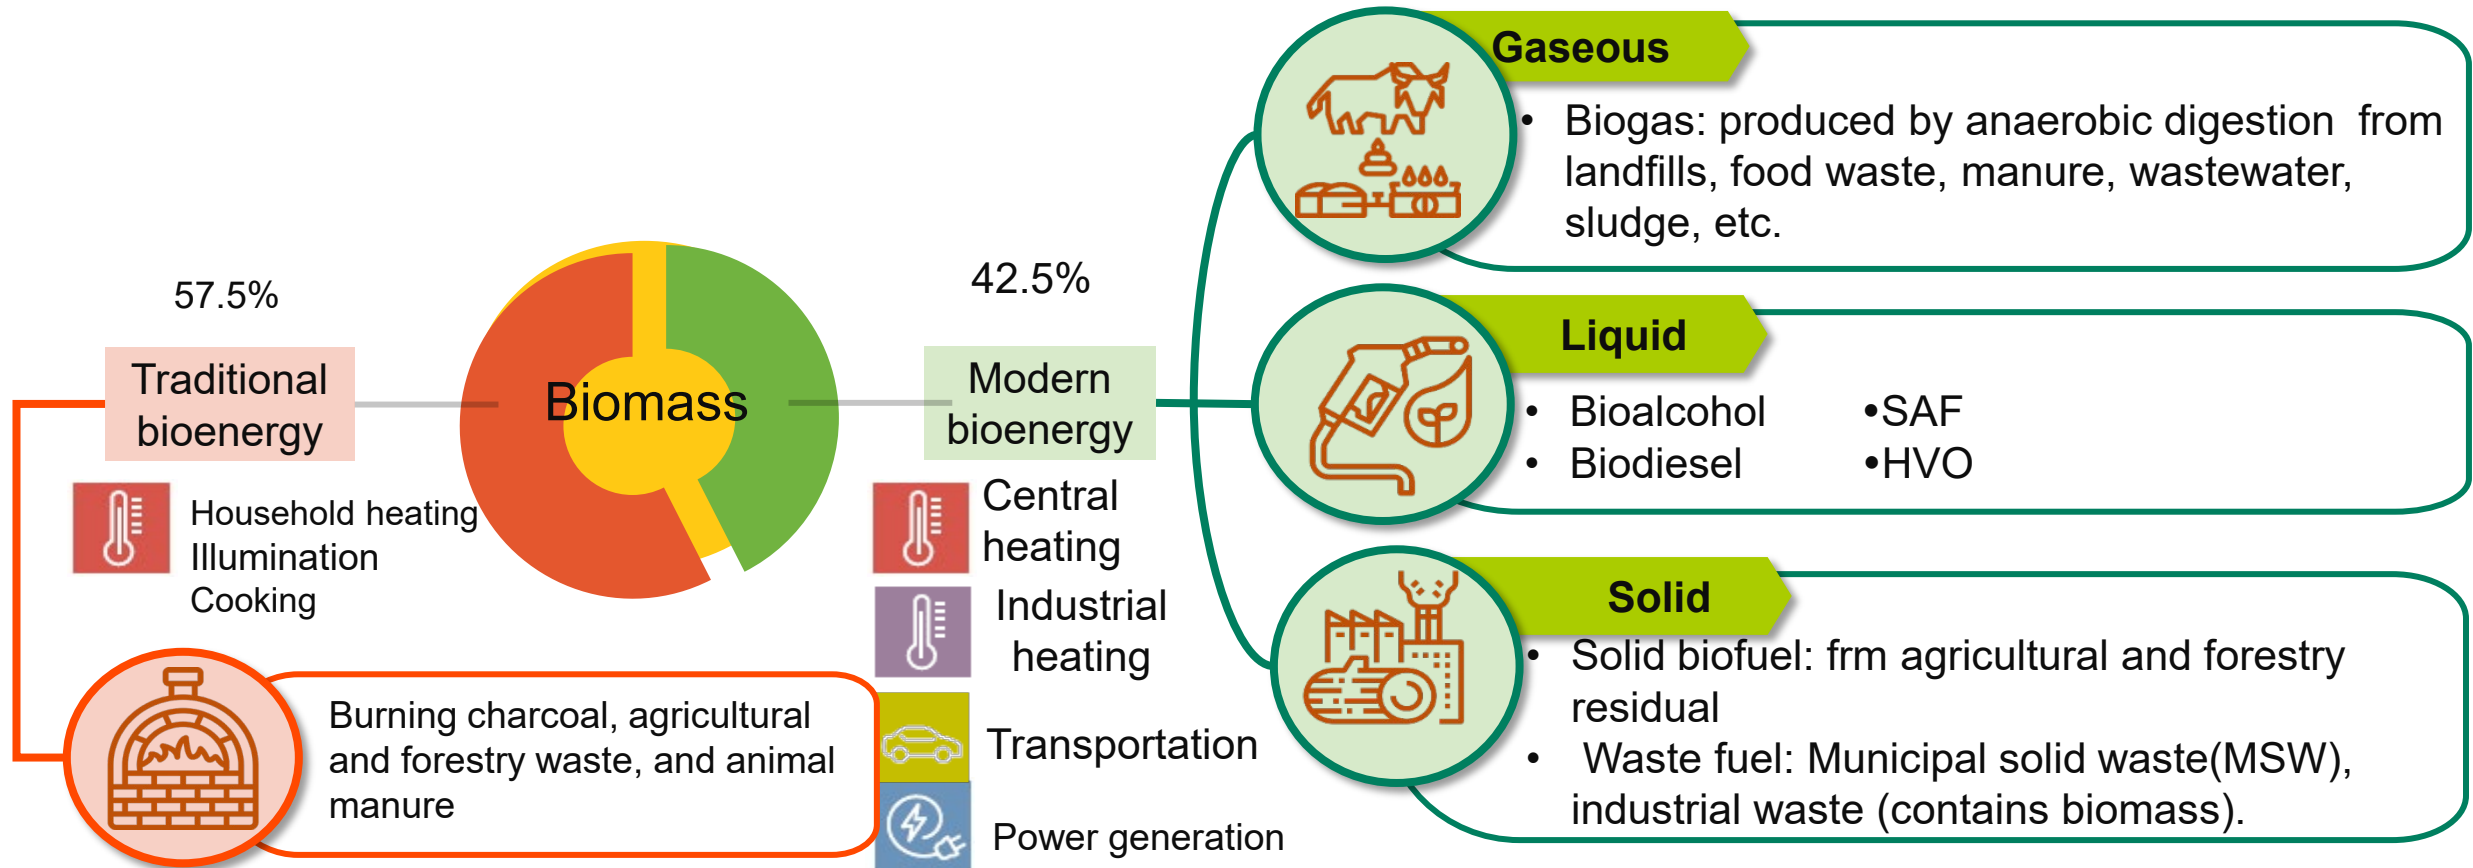 57.5%
Traditional
bioenergy
Household heating
Illumination
Cooking
Burning charcoal, agricultural
and forestry waste, and animal
manure
Biomass
42.5%
Modern
bioenergy
Central
heating
Industrial
heating
Transportation
Power generation
Gaseous
• Biogas: produced by anaerobic digestion  from
landfills, food waste, manure, wastewater,
sludge, etc.
Liquid
• Bioalcohol •SAF
• Biodiesel •HVO
Solid
• Solid biofuel: frm agricultural and forestry
residual
• Waste fuel: Municipal solid waste(MSW),
industrial waste (contains biomass).